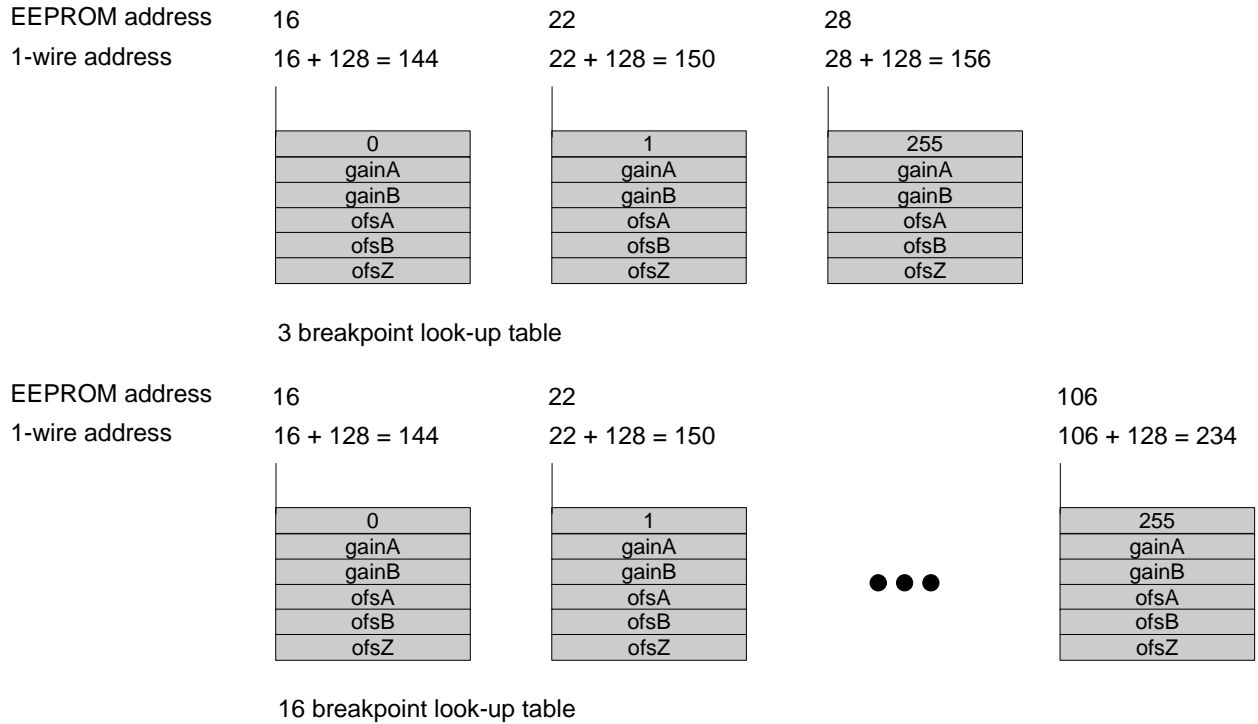 EEPROM address 16 22 28
1-wire address 16 + 128 = 144 22 + 128 = 150 28 + 128 = 156
0 1 255
gainA gainA gainA
gainB gainB gainB
ofsA ofsA ofsA
ofsB ofsB ofsB
ofsZ ofsZ ofsZ
3 breakpoint look-up table
EEPROM address 16 22 106
1-wire address 16 + 128 = 144 22 + 128 = 150 106 + 128 = 234
0 1 255
gainA gainA gainA
gainB gainB gainB
ofsA ofsA ofsA
ofsB ofsB ofsB
ofsZ ofsZ ofsZ
16 breakpoint look-up table